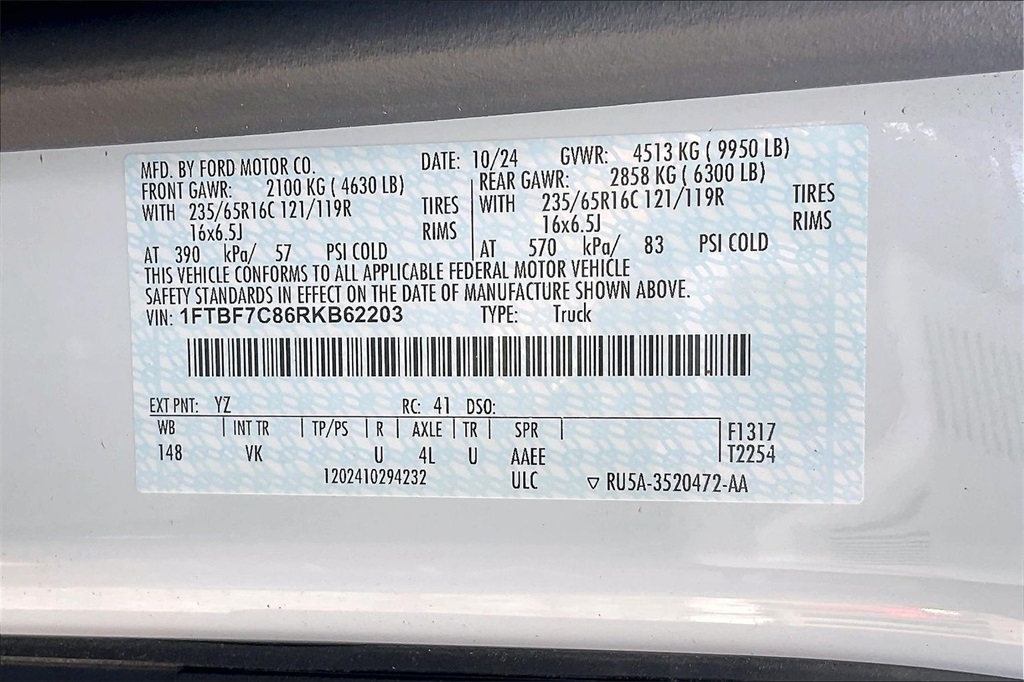 MFD. BY FORD MOTOR CO. DATE: 10/24 GVWR: 4513 KG ( 9950 LB)
FRONT GAWR: 2100 KG ( 4630 LB) REAR GAWR: 2858 KG ( 6300 LB)
WITH 235/65R16C 121/119R TIRES WITH 235/65R16C 121/119R TIRES
16x6.5J RIMS 16x6.5J RIMS
AT 390 kPa/ 57 PSI COLD AT 570 kPa/ 83 PSI COLD
THIS VEHICLE CONFORMS TO ALL APPLICABLE FEDERAL MOTOR VEHICLE
SAFETY STANDARDS IN EFFECT ON THE DATE OF MANUFACTURE SHOWN ABOVE.
VIN: 1FTBF7C86RKB62203 TYPE: Truck
EXT PNT: YZ RC: 41 DSO:
WB INT TR TP/PS R AXLE TR SPR F1317
148 VK U 4L U AAEE T2254
1202410294232 ULC ▽ RU5A-3520472-AA